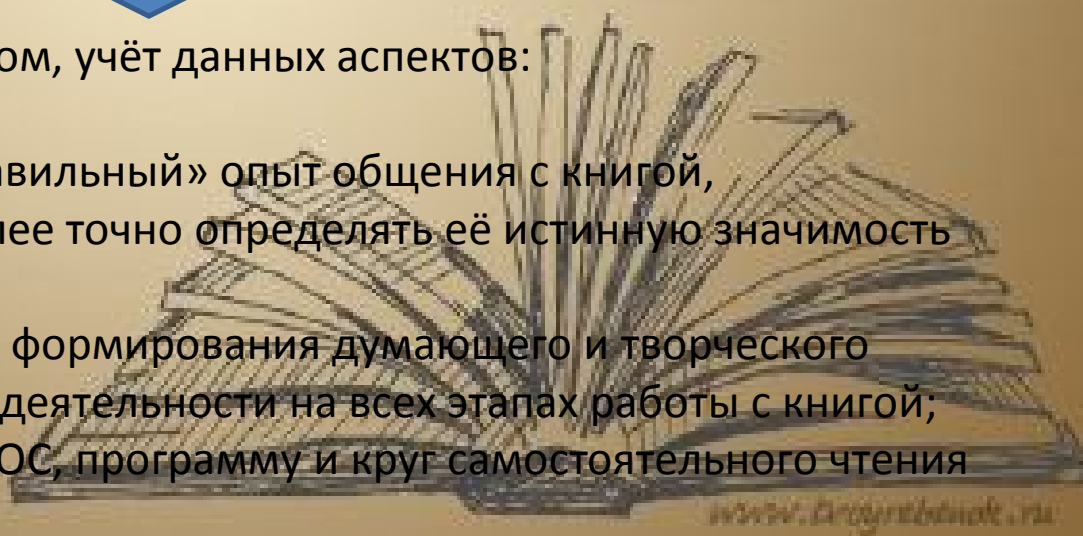 ом, учёт данных аспектов:
авильный» опыт общения с книгой,
лее точно определять её истинную значимость
формирования думающего и творческого
деятельности на всех этапах работы с книгой;
ОС, программу и круг самостоятельного чтения